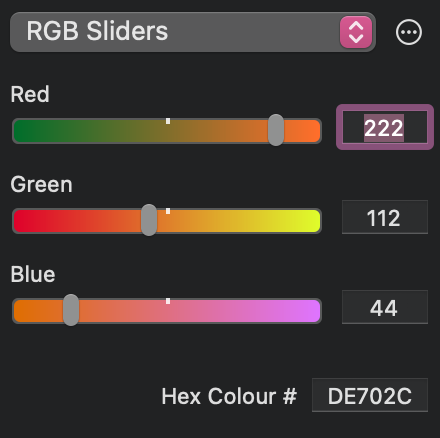 RGB Sliders
Red
222
Green
112
Blue
44
Hex Colour # DE702C